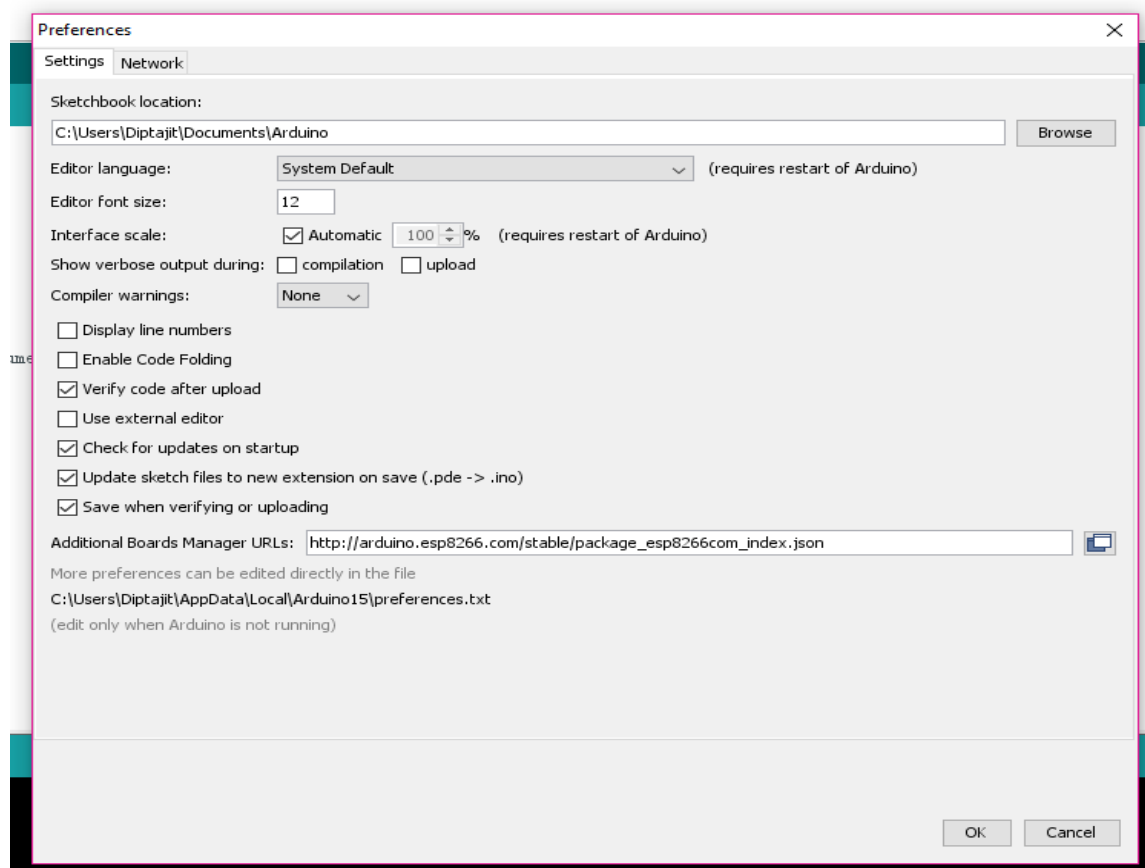 Preferences
Settings Network
Sketchbook location:
C:\Users\Diptajit\Documents\Arduino Browse
Editor language: System Default (requires restart of Arduino)
Editor font size: 12
Interface scale: Automatic 100 % (requires restart of Arduino)
Show verbose output during: compilation upload
Compiler warnings: None
Display line numbers
Enable Code Folding
Verify code after upload
Use external editor
Check for updates on startup
Update sketch files to new extension on save (.pde -> .ino)
Save when verifying or uploading
Additional Boards Manager URLs: http://arduino.esp8266.com/stable/package_esp8266com_index.json
More preferences can be edited directly in the file
C:\Users\Diptajit\AppData\Local\Arduino15\preferences.txt
(edit only when Arduino is not running)
OK Cancel